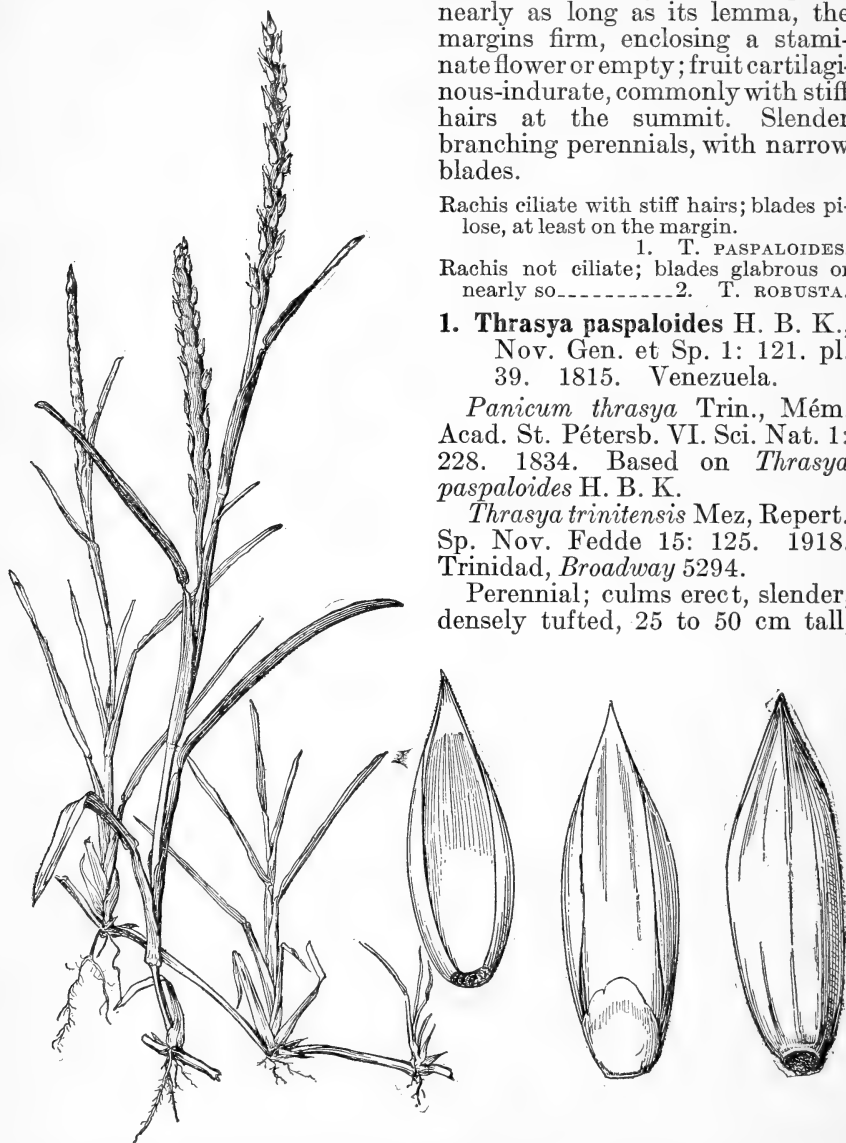 nearly as long as its lemma, the
margins firm, enclosing a stami-
nate flower or empty; fruit cartilagi-
nous-indurate, commonly with stiff
hairs at the summit. Slender
branching perennials, with narrow
blades.
Rachis ciliate with stiff hairs; blades pi-
lose, at least on the margin.
1. T. PASPALOIDES
Rachis not ciliate; blades glabrous or
nearly so----------2. T. ROBUSTA.
1. Thrasya paspaloides H. B. K.,
Nov. Gen. et Sp. 1: 121. pl.
39. 1815. Venezuela.
Panicum thrasya Trin., Mém.
Acad. St. Pétersb. VI. Sci. Nat. 1:
228. 1834. Based on Thrasya
paspaloides H. B. K.
Thrasya trinitensis Mez, Repert.
Sp. Nov. Fedde 15: 125. 1918.
Trinidad, Broadway 5294.
Perennial; culms erect, slender,
densely tufted, 25 to 50 cm tall,